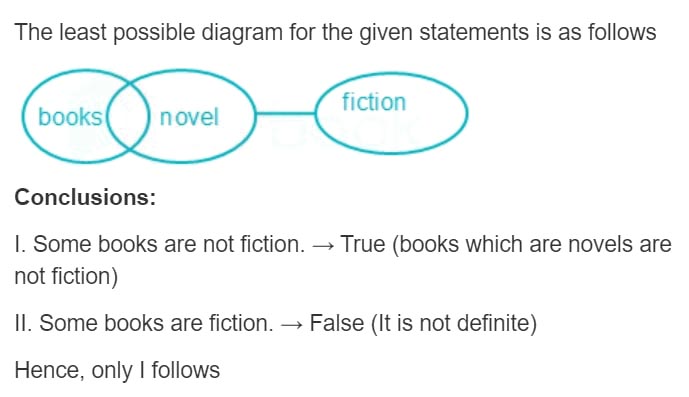 The least possible diagram for the given statements is as follows
books novel fiction
Conclusions:
I. Some books are not fiction. → True (books which are novels are
not fiction)
II. Some books are fiction. → False (It is not definite)
Hence, only I follows